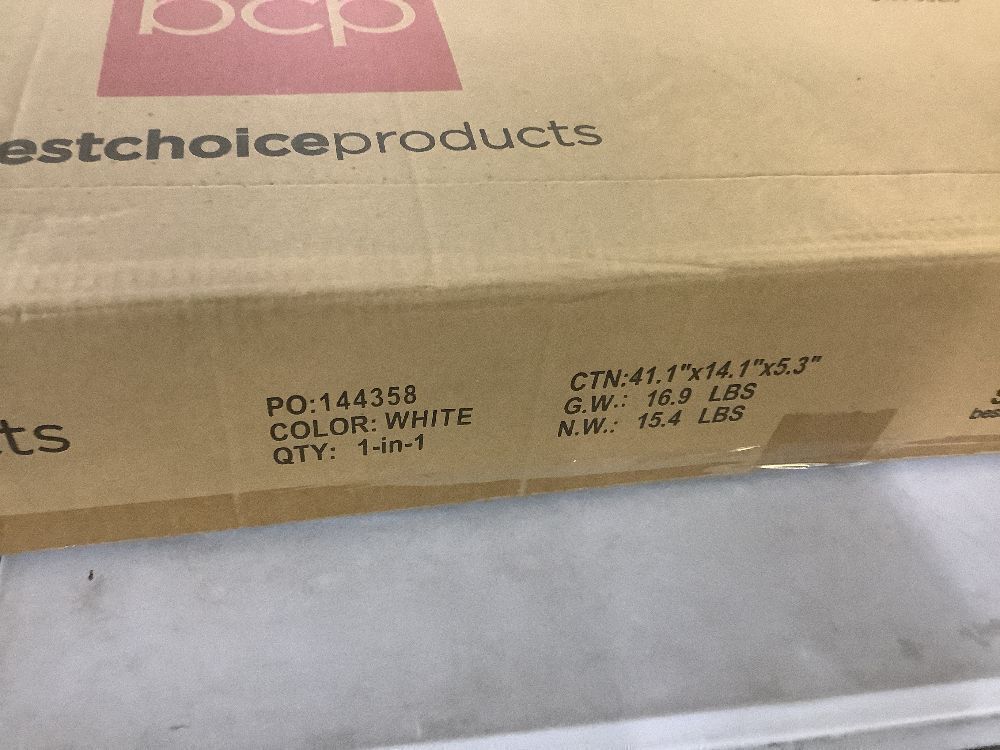 bcp
estchoiceproducts
ts
PO:144358
COLOR: WHITE
QTY: 1-in-1
CTN:41.1"x14.1"x5.3"
G.W.: 16.9 LBS
N.W.: 15.4 LBS
bes